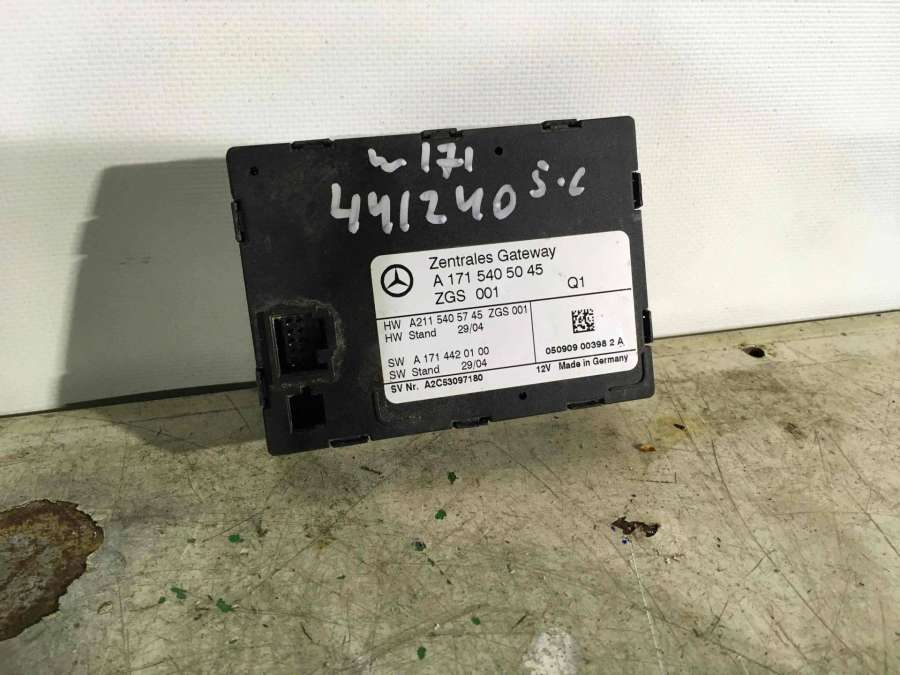 w 171
441240 5.6
Zentrales Gateway
A 171 540 50 45
ZGS 001 Q1
HW A211 540 57 45 ZGS 001
HW Stand 29/04
SW A 171 442 01 00
SW Stand 29/04
SV Nr. A2C53097180
050909 00398 2 A
12V Made in Germany